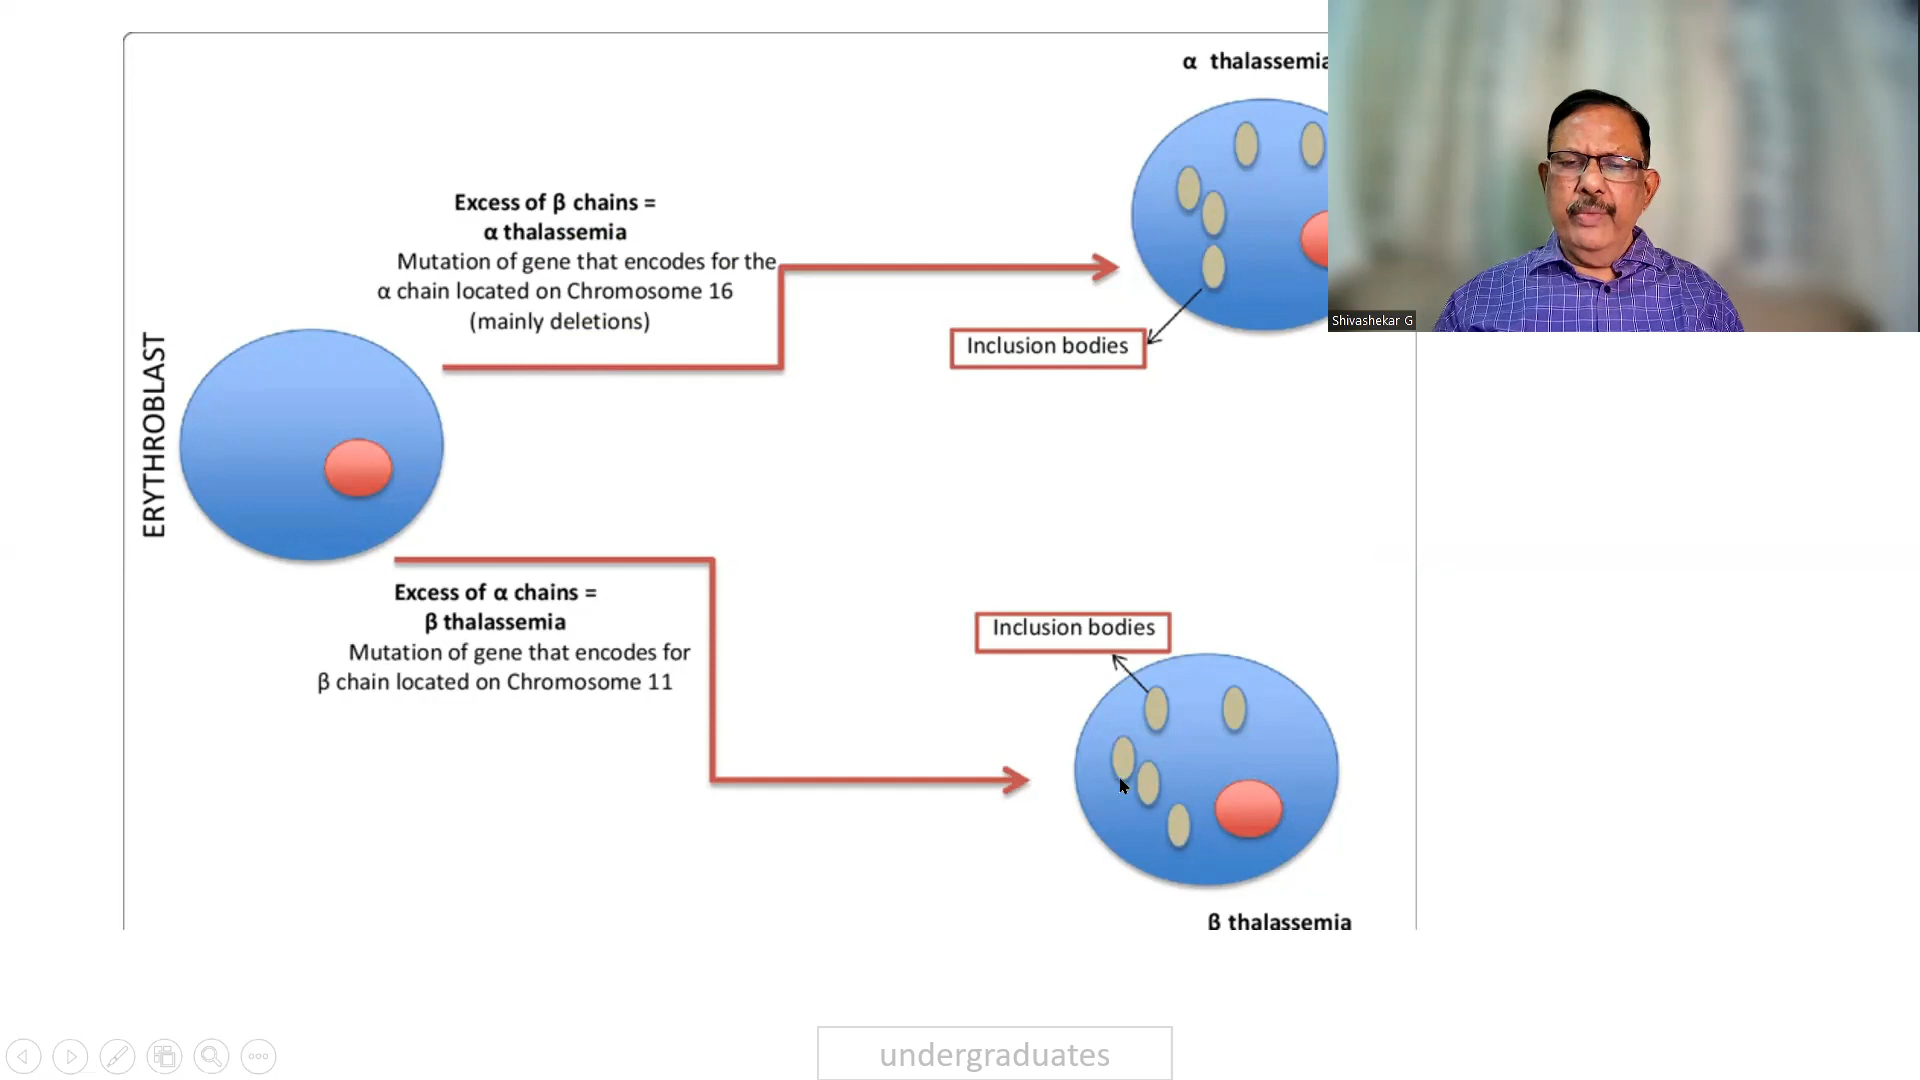 α thalassemia
Excess of β chains =
α thalassemia
Mutation of gene that encodes for the
α chain located on Chromosome 16
(mainly deletions)
Shivashekar G
Inclusion bodies
ERYTHROBLAST
Excess of α chains =
β thalassemia
Mutation of gene that encodes for
β chain located on Chromosome 11
Inclusion bodies
β thalassemia
undergraduates